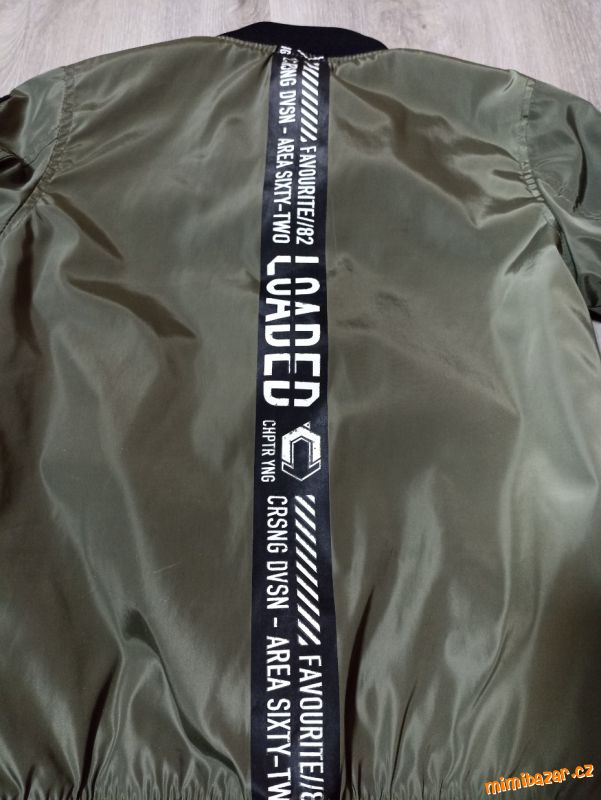 FAVOURITE//82
CRSNG DVSN - AREA SIXTY-TWO
LOADED
CHPTR YNG
FAVOURITE//8
CRSNG DVSN - AREA SIXTY-TW
mimibazar.cz